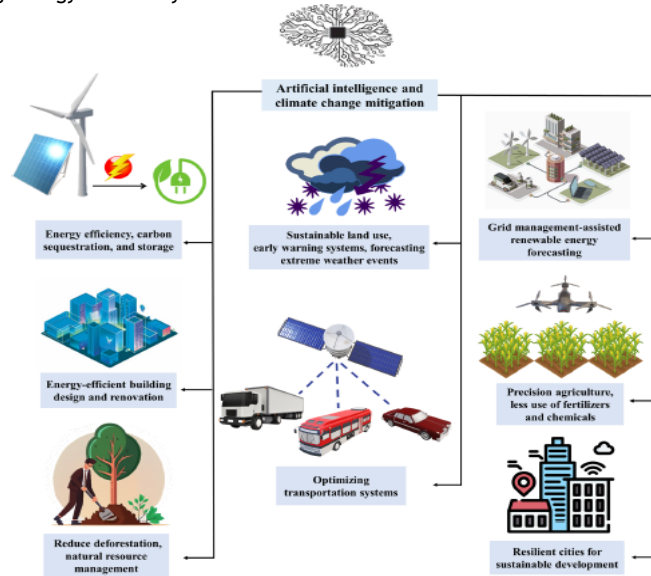 Artificial intelligence and
climate change mitigation
Energy efficiency, carbon
sequestration, and storage
Sustainable land use,
early warning systems, forecasting
extreme weather events
Grid management-assisted
renewable energy
forecasting
Energy-efficient building
design and renovation
Precision agriculture,
less use of fertilizers
and chemicals
Optimizing
transportation systems
Reduce deforestation,
natural resource
management
Resilient cities for
sustainable development